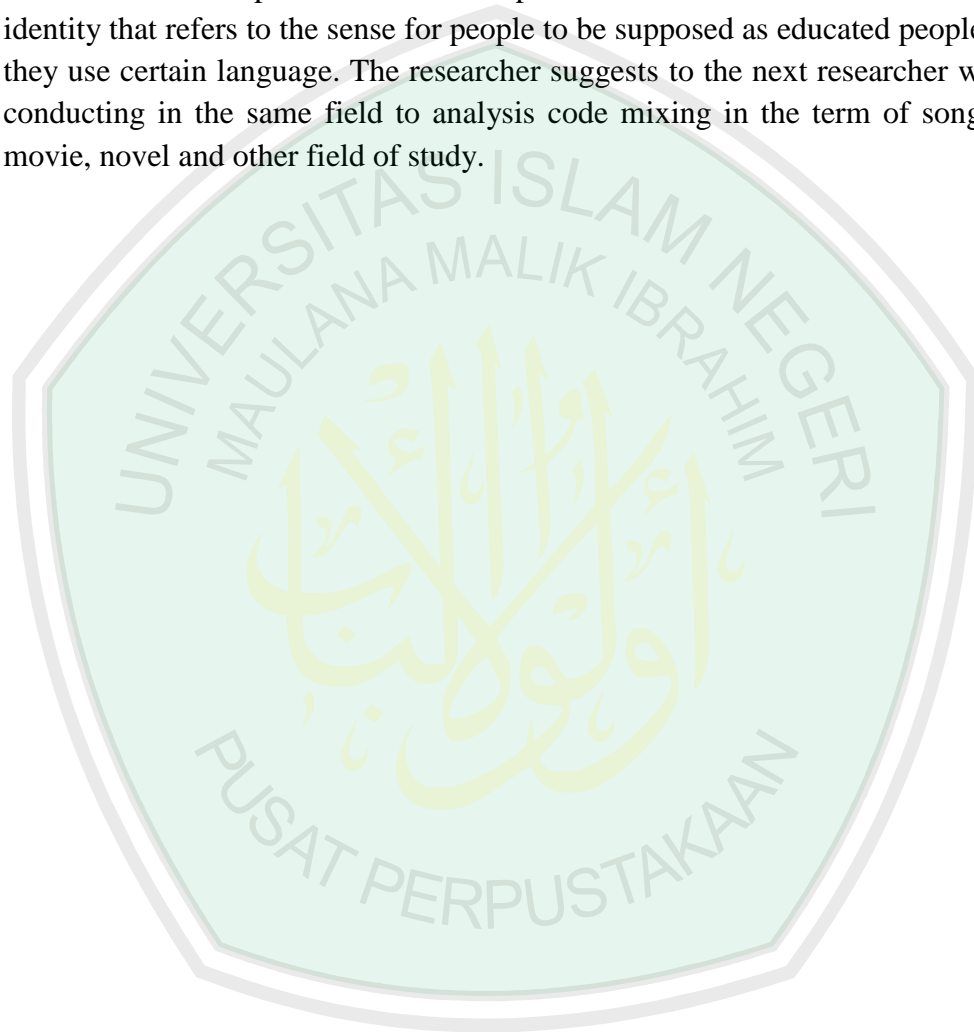 identity that refers to the sense for people to be supposed as educated people
they use certain language. The researcher suggests to the next researcher
conducting in the same field to analysis code mixing in the term of song
movie, novel and other field of study.
UNIVERSITAS ISLAM NEGERI
MAULANA MALIK IBRAHIM
أولوا الألباب
PUSAT PERPUSTAKAAN